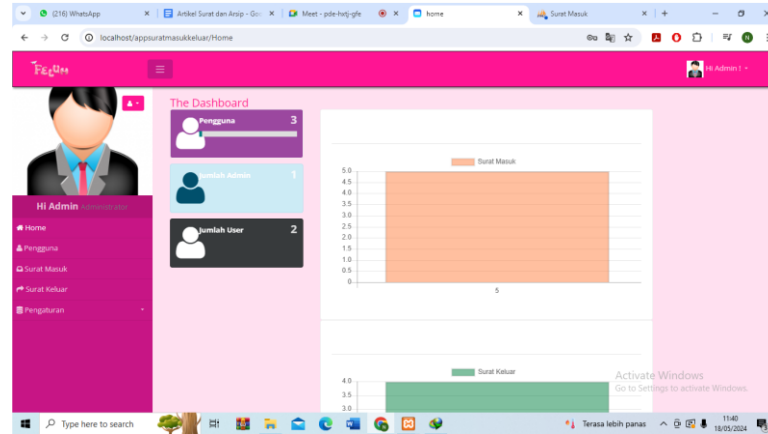 (216) WhatsApp
Artikel Surat dan Arsip - Goo
Meet - pde-hxtj-gfe
home
Surat Masuk
localhost/appsuratmasukkeluar/Home
Hi Admin !
The Dashboard
Pengguna 3
Jumlah Admin 1
Jumlah User 2
Hi Admin Administrator
Home
Pengguna
Surat Masuk
Surat Keluar
Pengaturan
Surat Masuk
5.0
4.5
4.0
3.5
3.0
2.5
2.0
1.5
1.0
0.5
0
5
Surat Keluar
4.0
3.5
3.0
Activate Windows
Go to Settings to activate Windows.
Type here to search
Terasa lebih panas
11:40
18/05/2024